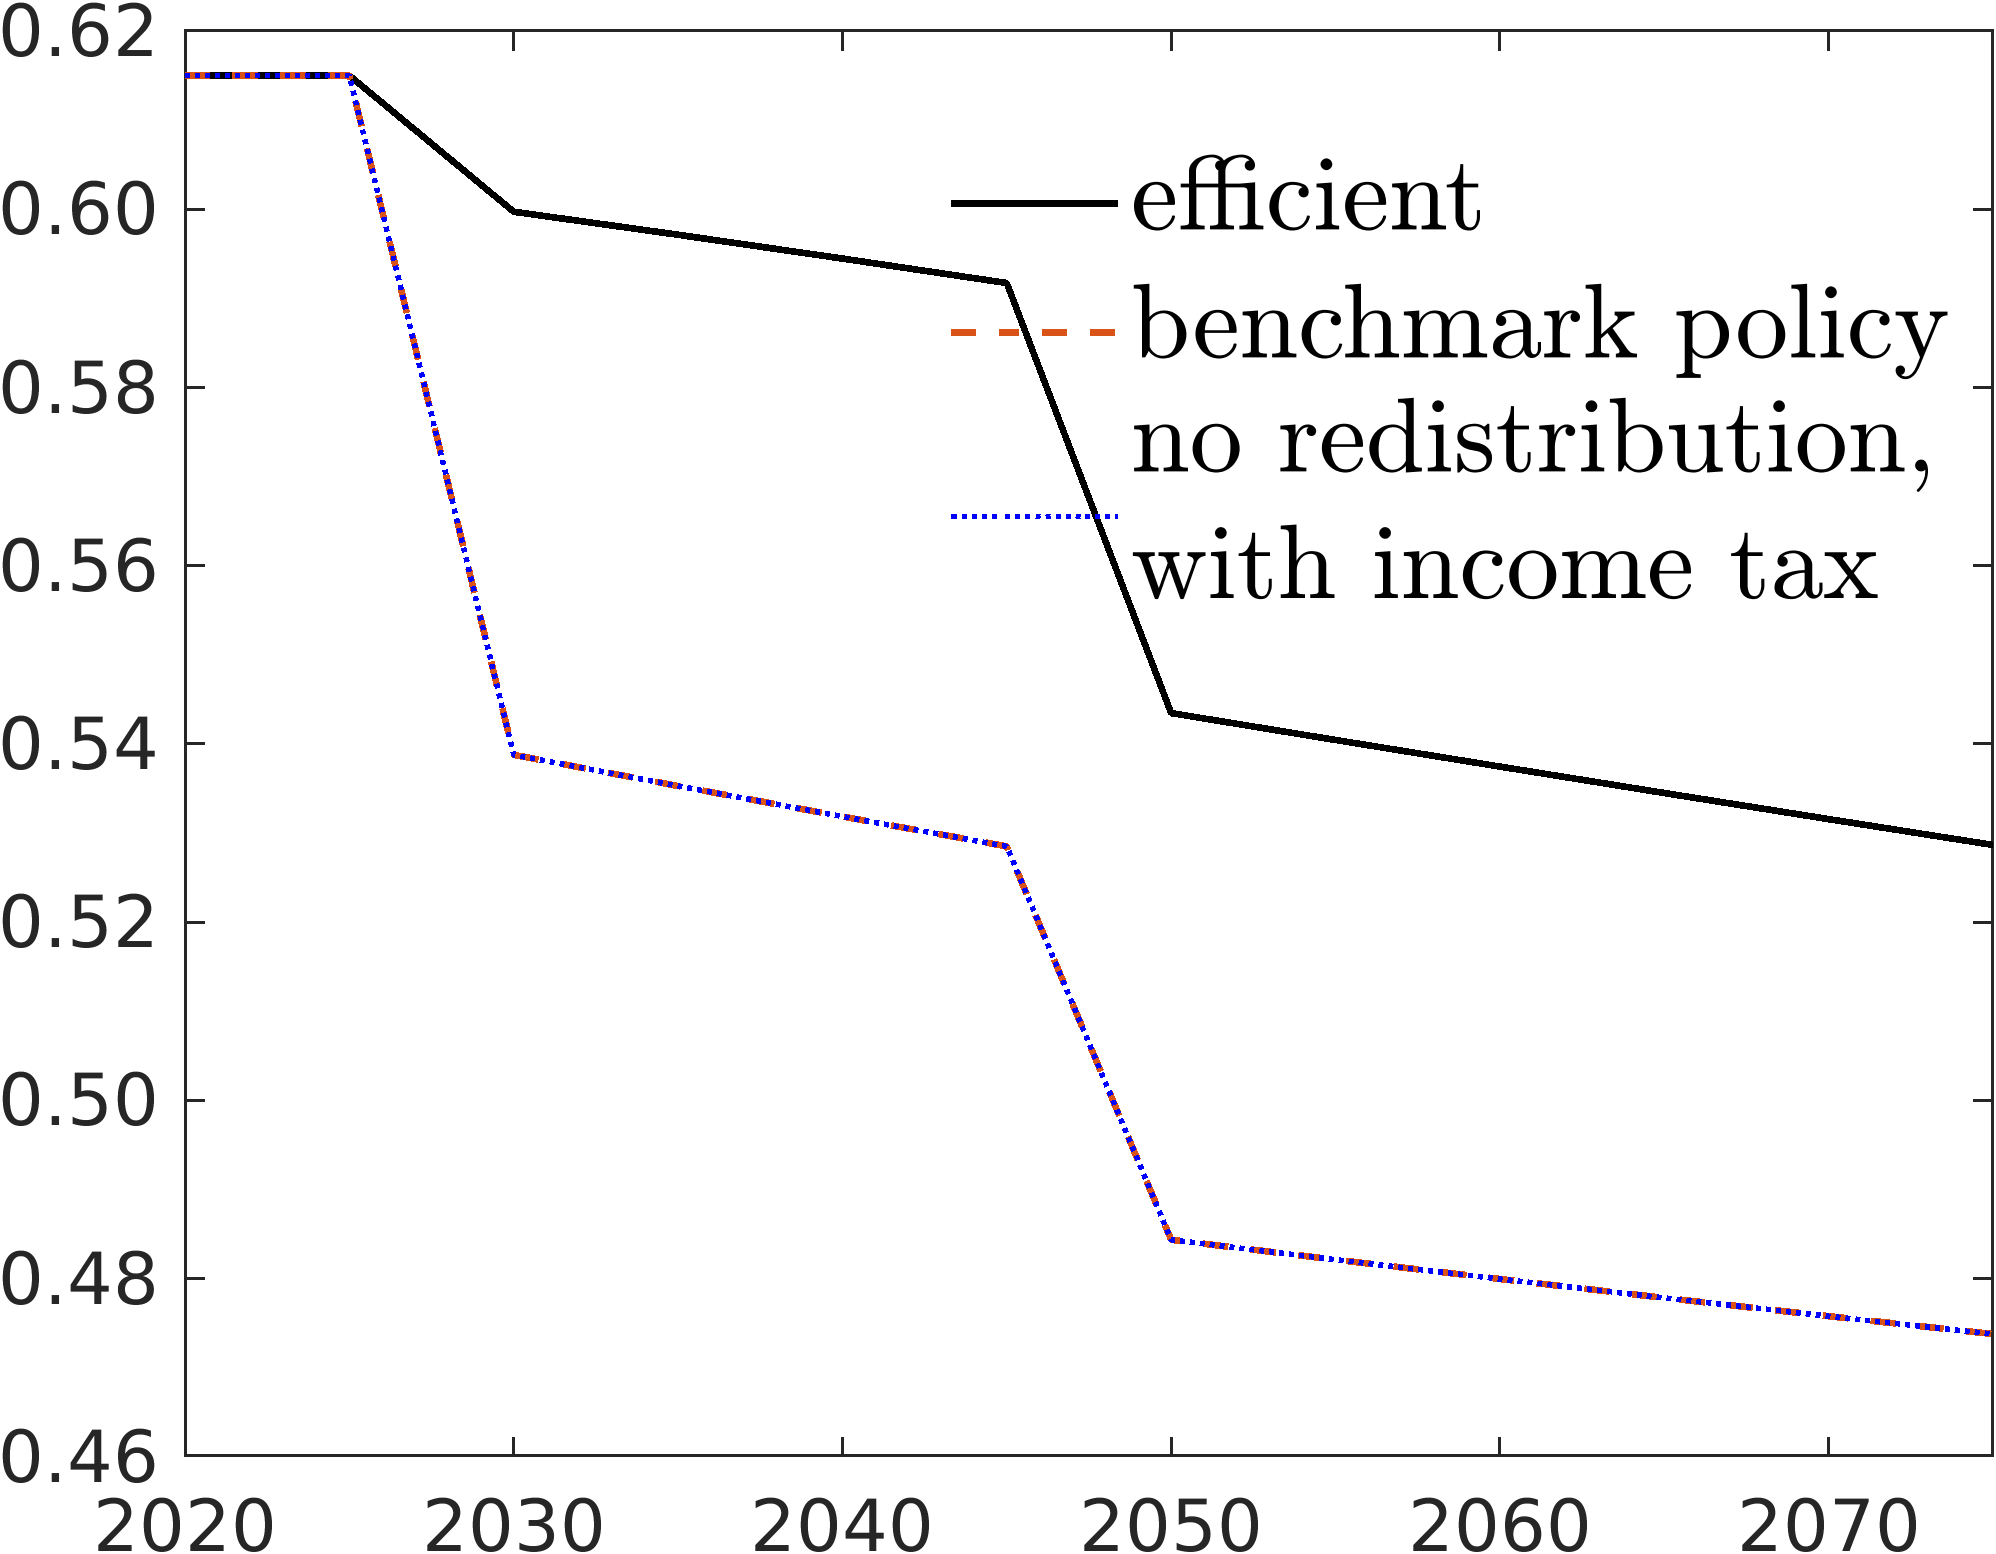 0.62
0.60
0.58
0.56
0.54
0.52
0.50
0.48
0.46
2020 2030 2040 2050 2060 2070
efficient
benchmark policy
no redistribution,
with income tax